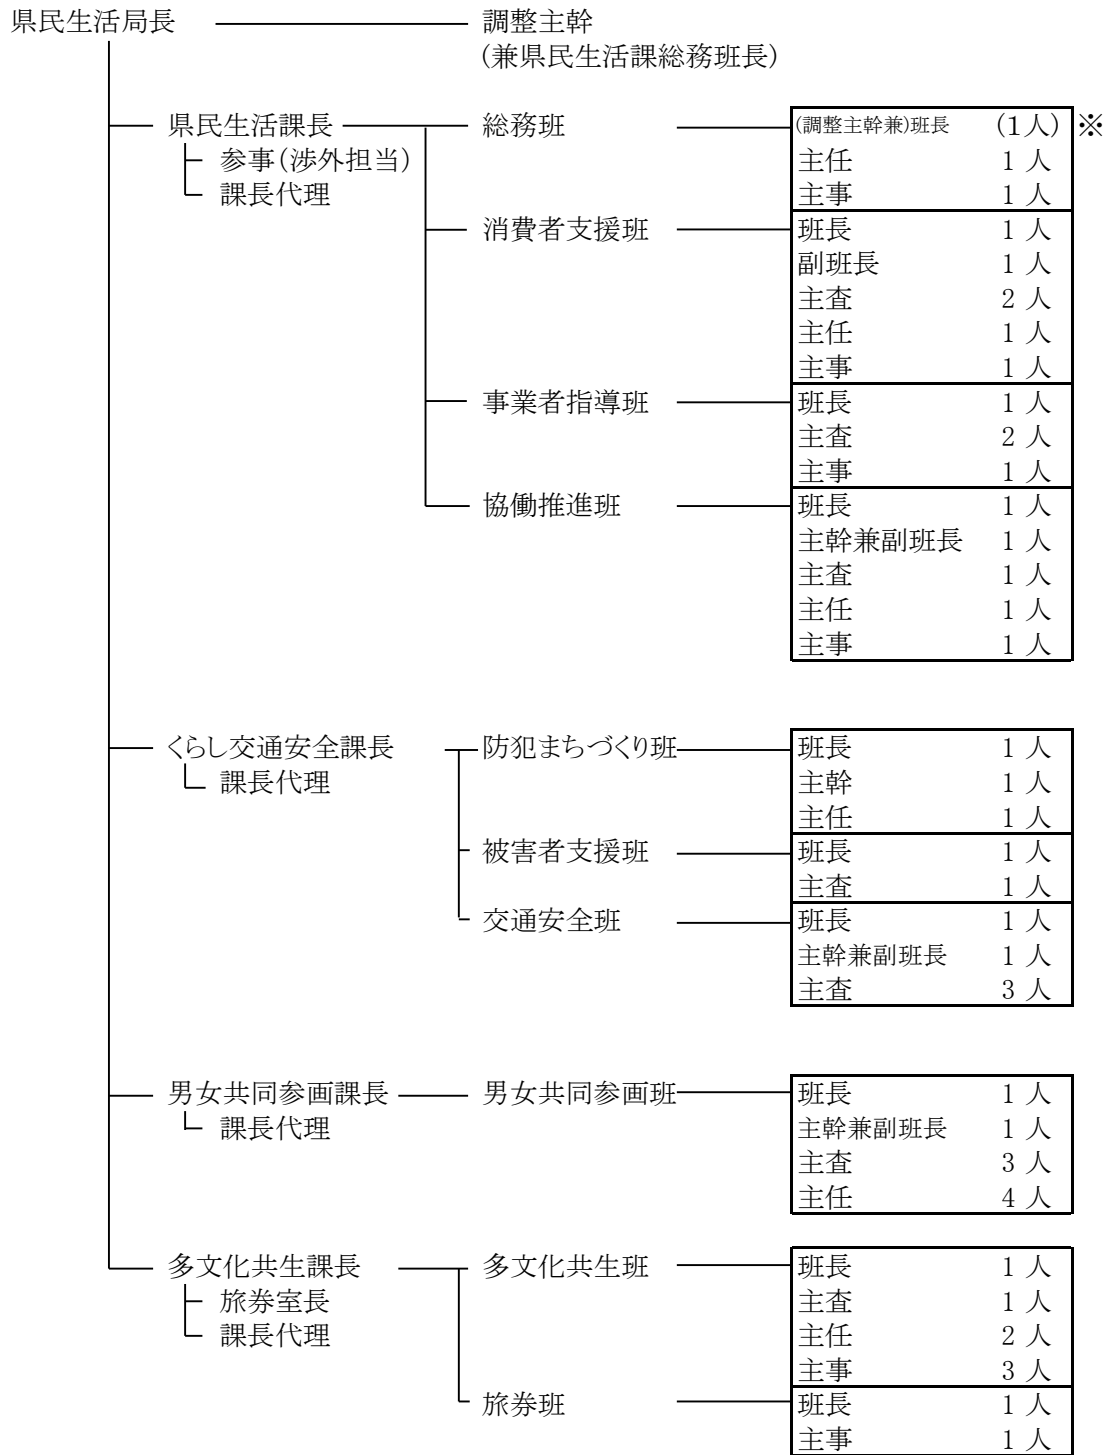 県民生活局長 調整主幹
(兼県民生活課総務班長)
県民生活課長 総務班 (調整主幹兼)班長 (1人) ※
参事(渉外担当) 主任 1 人
課長代理 主事 1 人
消費者支援班 班長 1 人
副班長 1 人
主査 2 人
主任 1 人
主事 1 人
事業者指導班 班長 1 人
主査 2 人
主事 1 人
協働推進班 班長 1 人
主幹兼副班長 1 人
主査 1 人
主任 1 人
主事 1 人
くらし交通安全課長 防犯まちづくり班 班長 1 人
課長代理 主幹 1 人
主任 1 人
被害者支援班 班長 1 人
主査 1 人
交通安全班 班長 1 人
主幹兼副班長 1 人
主査 3 人
男女共同参画課長 男女共同参画班 班長 1 人
課長代理 主幹兼副班長 1 人
主査 3 人
主任 4 人
多文化共生課長 多文化共生班 班長 1 人
旅券室長 主査 1 人
課長代理 主任 2 人
主事 3 人
旅券班 班長 1 人
主事 1 人